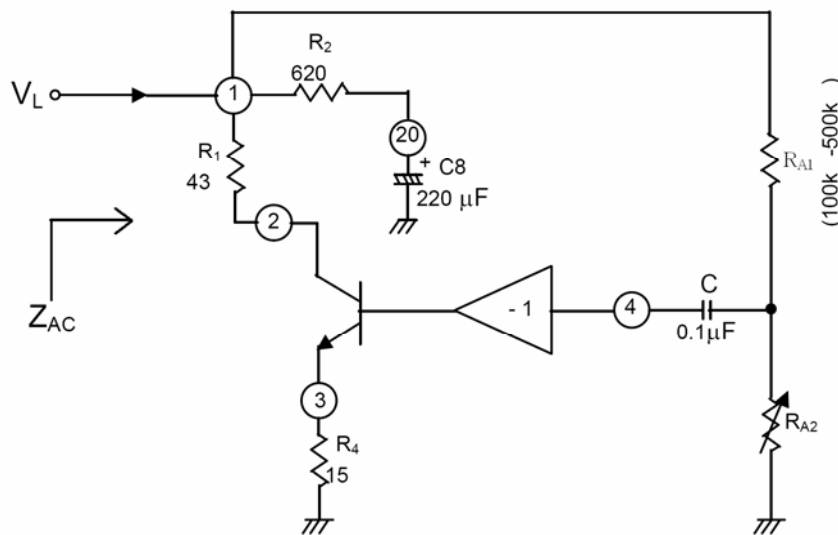 R2
620
VL
1
20
+ C8
220 µF
R1
43
RA1
(100k -500k )
2
ZAC
- 1
4
C
0.1µF
3
R4
15
RA2